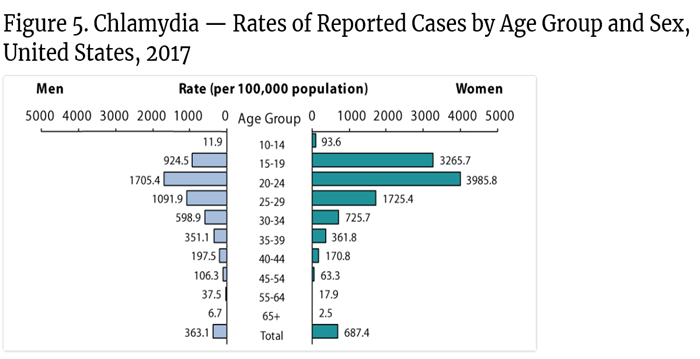 Figure 5. Chlamydia — Rates of Reported Cases by Age Group and Sex,
United States, 2017
Men Rate (per 100,000 population) Women
5000 4000 3000 2000 1000 0 Age Group 0 1000 2000 3000 4000 5000
11.9 10-14 93.6
924.5 15-19 3265.7
1705.4 20-24 3985.8
1091.9 25-29 1725.4
598.9 30-34 725.7
351.1 35-39 361.8
197.5 40-44 170.8
106.3 45-54 63.3
37.5 55-64 17.9
6.7 65+ 2.5
363.1 Total 687.4